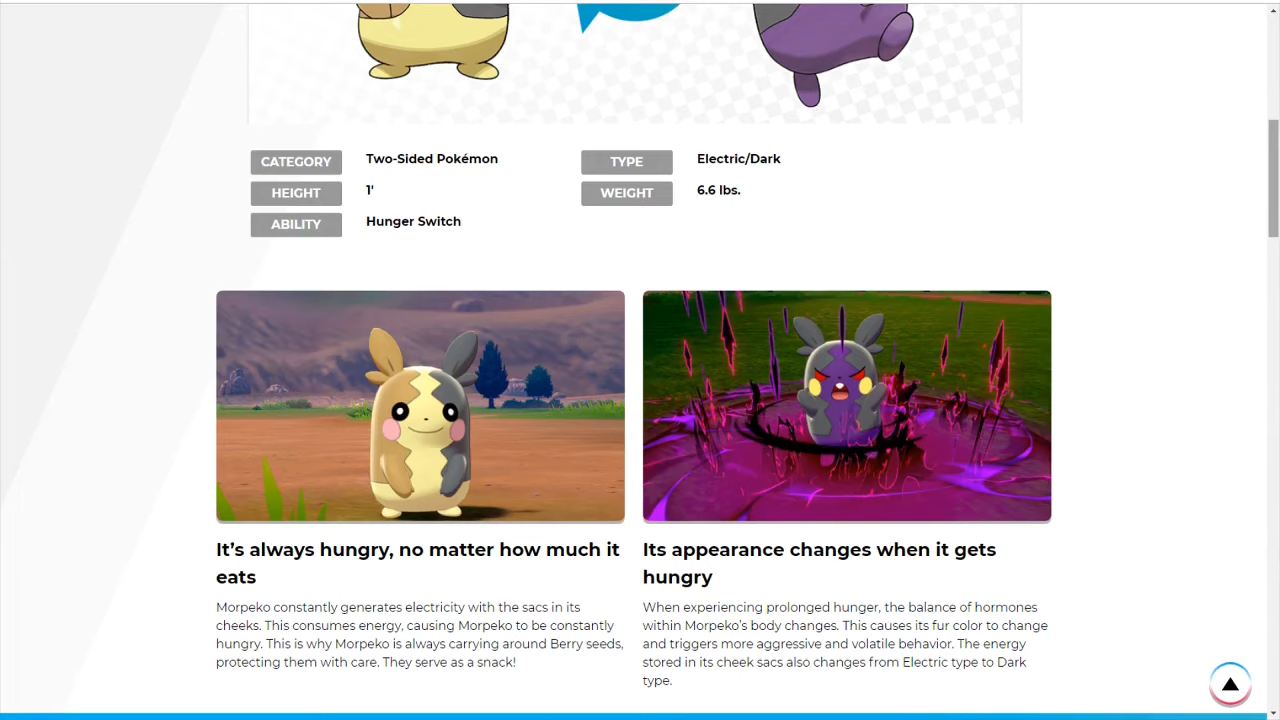 CATEGORY Two-Sided Pokémon TYPE Electric/Dark
HEIGHT 1' WEIGHT 6.6 lbs.
ABILITY Hunger Switch
It’s always hungry, no matter how much it
eats
Morpeko constantly generates electricity with the sacs in its
cheeks. This consumes energy, causing Morpeko to be constantly
hungry. This is why Morpeko is always carrying around Berry seeds,
protecting them with care. They serve as a snack!
Its appearance changes when it gets
hungry
When experiencing prolonged hunger, the balance of hormones
within Morpeko’s body changes. This causes its fur color to change
and triggers more aggressive and volatile behavior. The energy
stored in its cheek sacs also changes from Electric type to Dark
type.